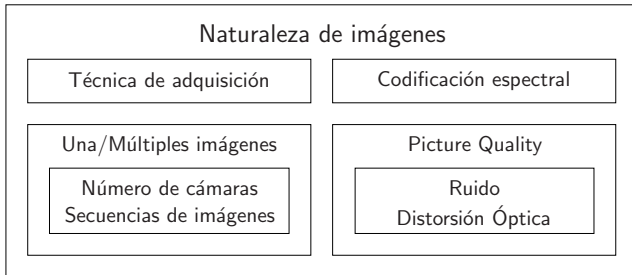 Naturaleza de imágenes
Técnica de adquisición
Codificación espectral
Una/Múltiples imágenes
Número de cámaras
Secuencias de imágenes
Picture Quality
Ruido
Distorsión Óptica